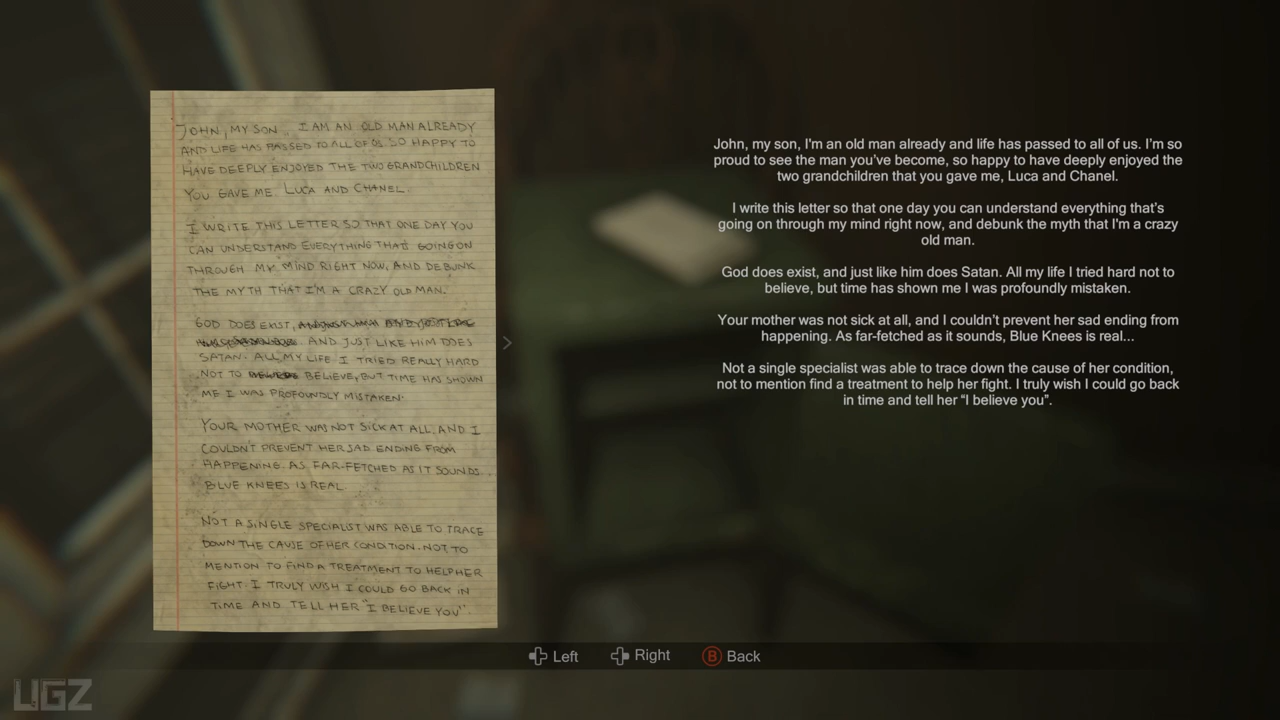 JOHN, MY SON.. I AM AN OLD MAN ALREADY
AND LIFE HAS PASSED TO ALL OF US. SO HAPPY TO
HAVE DEEPLY ENJOYED THE TWO GRANDCHILDREN
YOU GAVE ME. LUCA AND CHANEL.
I WRITE THIS LETTER SO THAT ONE DAY YOU
CAN UNDERSTAND EVERYTHING THAT'S GOING ON
THROUGH MY MIND RIGHT NOW, AND DEBUNK
THE MYTH THAT I'M A CRAZY OLD MAN.
GOD DOES EXIST,
AND JUST LIKE HIM DOES
SATAN. ALL MY LIFE I TRIED REALLY HARD
NOT TO BELIEVE, BUT TIME HAS SHOWN
ME I WAS PROFOUNDLY MISTAKEN.
YOUR MOTHER WAS NOT SICK AT ALL, AND I
COULDN'T PREVENT HER SAD ENDING FROM
HAPPENING. AS FAR-FETCHED AS IT SOUNDS
BLUE KNEES IS REAL
NOT A SINGLE SPECIALIST WAS ABLE TO TRACE
DOWN THE CAUSE OF HER CONDITION. NOT TO
MENTION TO FIND A TREATMENT TO HELP HER
FIGHT. I TRULY WISH I COULD GO BACK IN
TIME AND TELL HER "I BELIEVE YOU".
John, my son, I'm an old man already and life has passed to all of us. I'm so
proud to see the man you've become, so happy to have deeply enjoyed the
two grandchildren that you gave me, Luca and Chanel.
I write this letter so that one day you can understand everything that's
going on through my mind right now, and debunk the myth that I'm a crazy
old man.
God does exist, and just like him does Satan. All my life I tried hard not to
believe, but time has shown me I was profoundly mistaken.
Your mother was not sick at all, and I couldn't prevent her sad ending from
happening. As far-fetched as it sounds, Blue Knees is real...
Not a single specialist was able to trace down the cause of her condition,
not to mention find a treatment to help her fight. I truly wish I could go back
in time and tell her “I believe you”.
Left Right B Back
UGZ